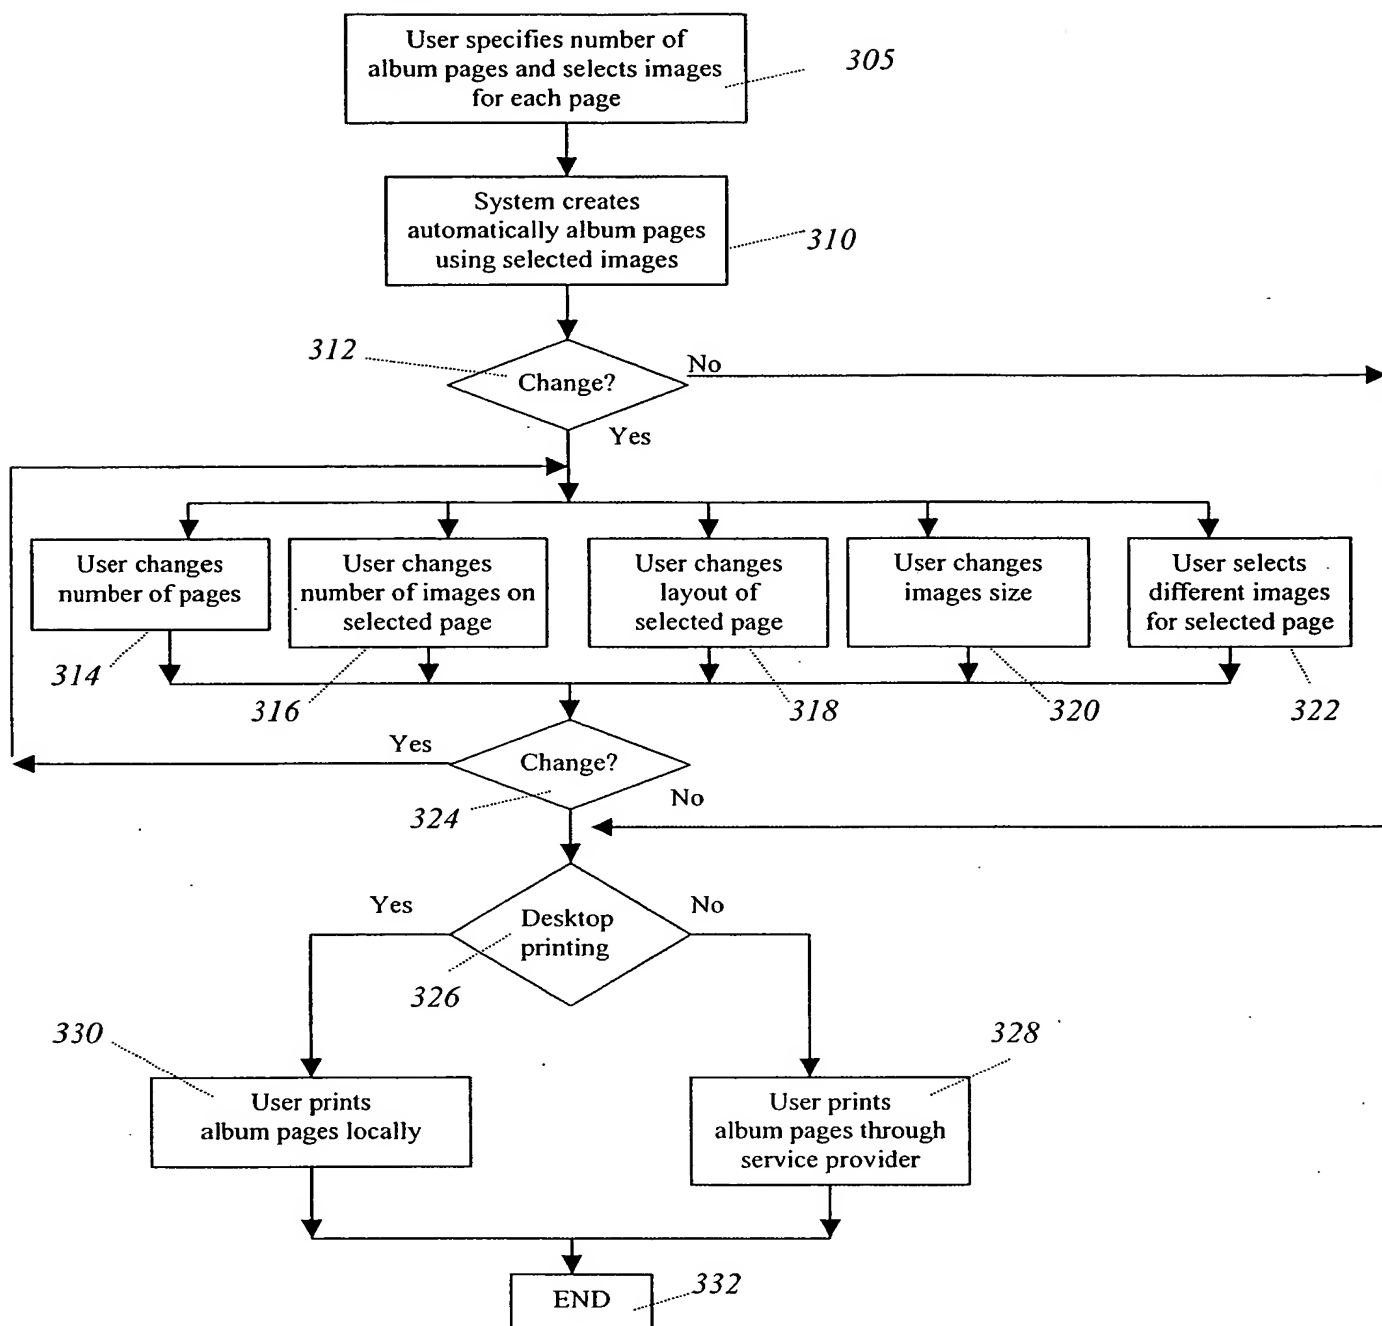 User specifies number of
album pages and selects images
for each page
305
System creates
automatically album pages
using selected images
310
312
Change?
No
Yes
User changes
number of pages
User changes
number of images on
selected page
User changes
layout of
selected page
User changes
images size
User selects
different images
for selected page
314
316
318
320
322
Yes
Change?
No
324
Yes
Desktop
printing
No
326
330
328
User prints
album pages locally
User prints
album pages through
service provider
END
332